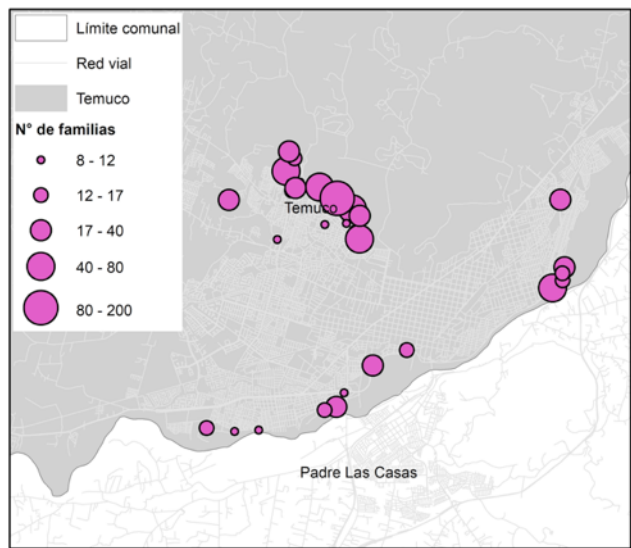 Límite comunal
Red vial
Temuco
N° de familias
8 - 12
12 - 17
17 - 40
40 - 80
80 - 200
Temuco
Padre Las Casas